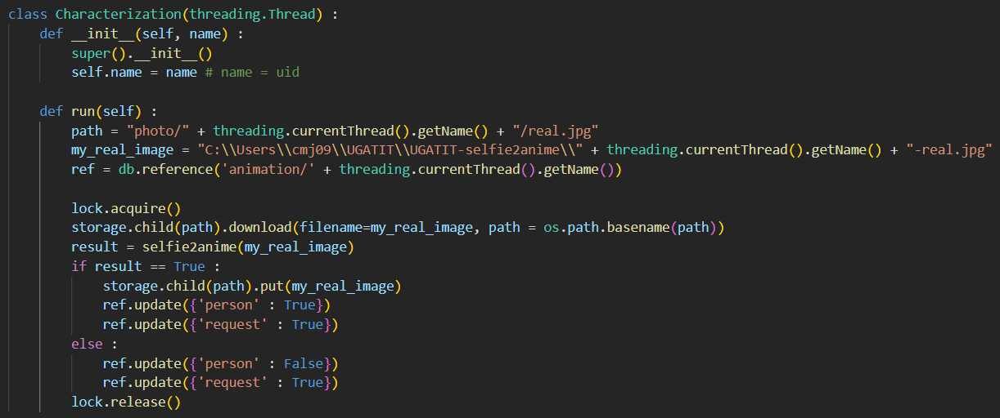 class Characterization(threading.Thread) :
    def __init__(self, name) :
        super().__init__()
        self.name = name # name = uid

    def run(self) :
        path = "photo/" + threading.currentThread().getName() + "/real.jpg"
        my_real_image = "C:\\Users\\cmj09\\UGATIT\\UGATIT-selfie2anime\\" + threading.currentThread().getName() + "-real.jpg"
        ref = db.reference('animation/' + threading.currentThread().getName())

        lock.acquire()
        storage.child(path).download(filename=my_real_image, path = os.path.basename(path))
        result = selfie2anime(my_real_image)
        if result == True :
            storage.child(path).put(my_real_image)
            ref.update({'person' : True})
            ref.update({'request' : True})
        else :
            ref.update({'person' : False})
            ref.update({'request' : True})
        lock.release()